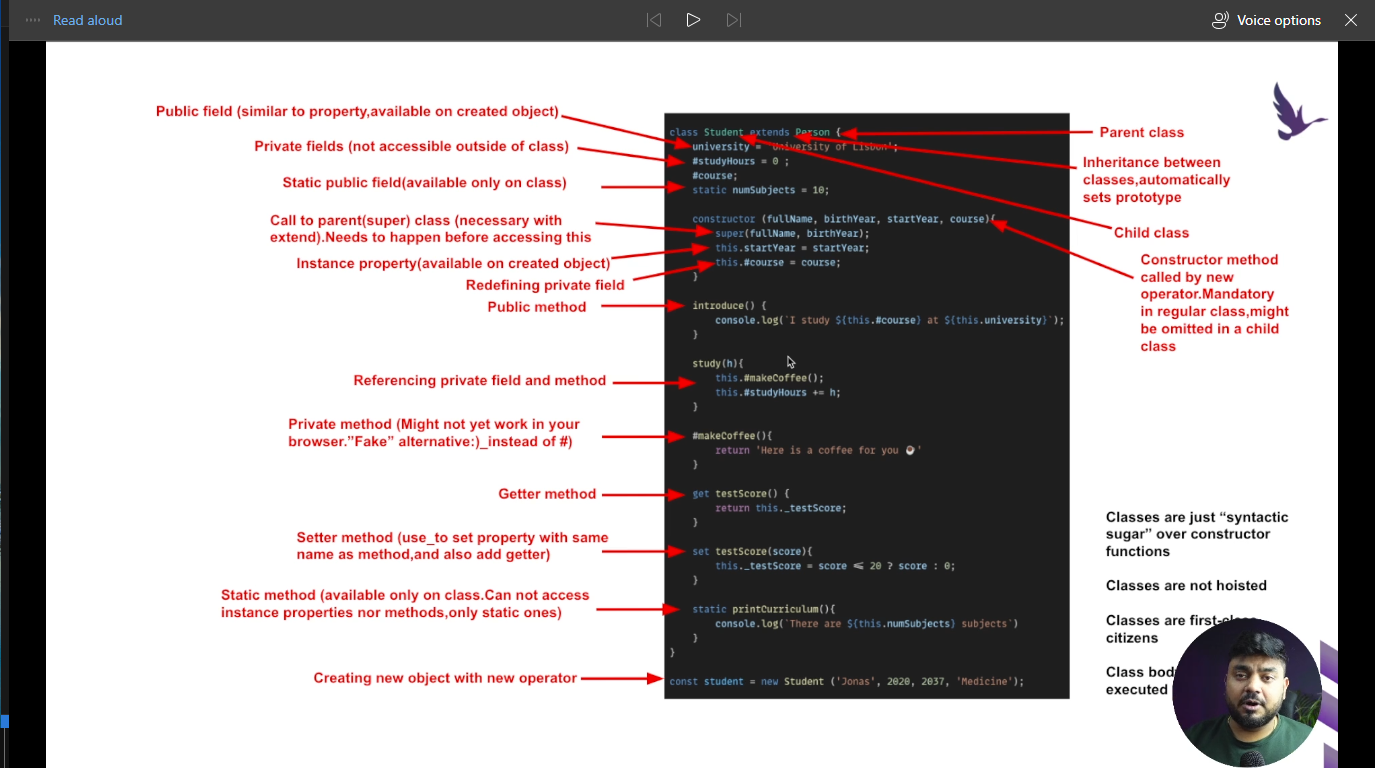 Read aloud
Voice options
Public field (similar to property,available on created object)
Private fields (not accessible outside of class)
Static public field(available only on class)
Call to parent(super) class (necessary with
extend).Needs to happen before accessing this
Instance property(available on created object)
Redefining private field
Public method
Referencing private field and method
Private method (Might not yet work in your
browser.”Fake” alternative:)_instead of #)
Getter method
Setter method (use_to set property with same
name as method,and also add getter)
Static method (available only on class.Can not access
instance properties nor methods,only static ones)
Creating new object with new operator
class Student extends Person {
university = 'University of Lisbon';
#studyHours = 0 ;
#course;
static numSubjects = 10;
constructor (fullName, birthYear, startYear, course){
super(fullName, birthYear);
this.startYear = startYear;
this.#course = course;
}
introduce() {
console.log(`I study ${this.#course} at ${this.university}`);
}
study(h){
this.#makeCoffee();
this.#studyHours += h;
}
#makeCoffee(){
return 'Here is a coffee for you ☕'
}
get testScore() {
return this._testScore;
}
set testScore(score){
this._testScore = score ≤ 20 ? score : 0;
}
static printCurriculum(){
console.log(`There are ${this.numSubjects} subjects`)
}
}
const student = new Student ('Jonas', 2020, 2037, 'Medicine');
Parent class
Inheritance between
classes,automatically
sets prototype
Child class
Constructor method
called by new
operator.Mandatory
in regular class,might
be omitted in a child
class
Classes are just “syntactic
sugar” over constructor
functions
Classes are not hoisted
Classes are first-class
citizens
Class
executed